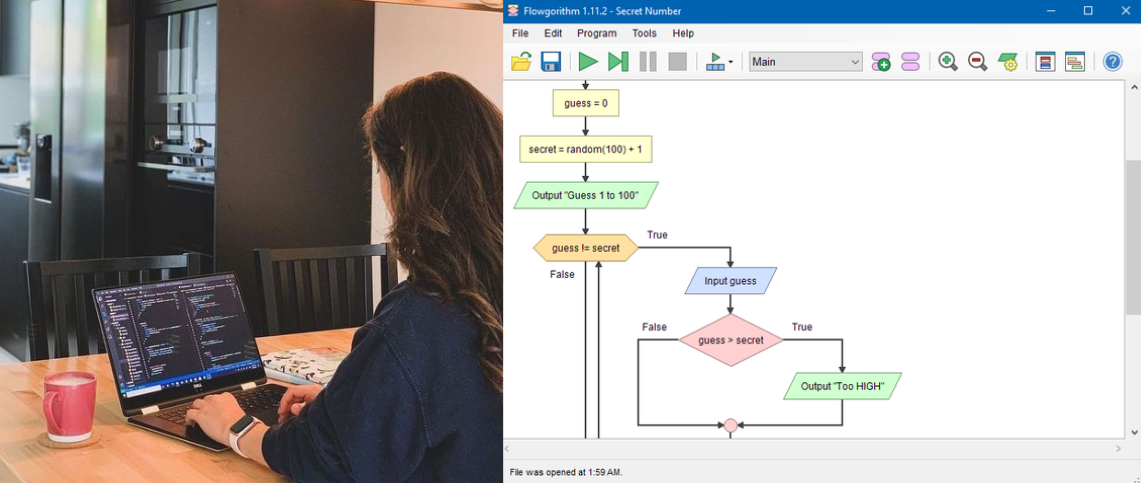 DELL
Flowgorithm 1.11.2 - Secret Number
File Edit Program Tools Help
Main
guess = 0
secret = random(100) + 1
Output "Guess 1 to 100"
guess != secret
True
False
Input guess
False
True
guess > secret
Output "Too HIGH"
File was opened at 1:59 AM.